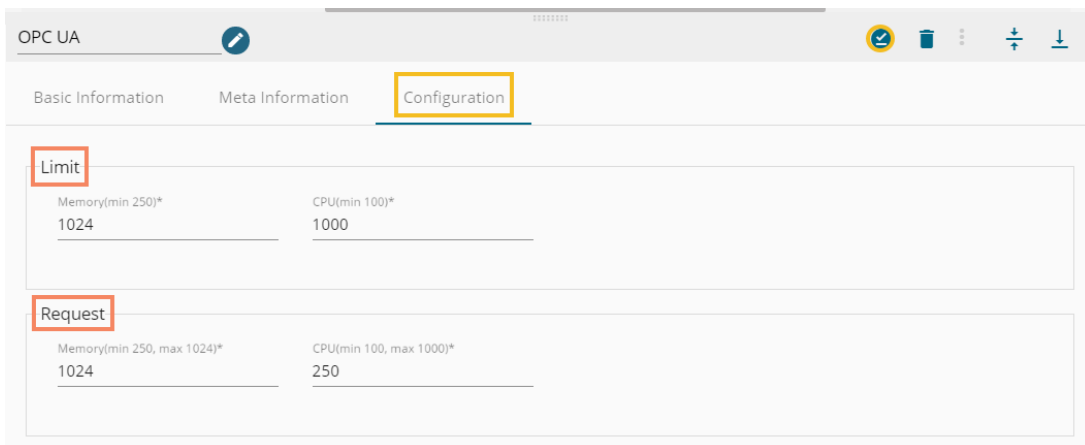 OPC UA
Basic Information Meta Information Configuration
Limit
Memory(min 250)* CPU(min 100)*
1024 1000
Request
Memory(min 250, max 1024)* CPU(min 100, max 1000)*
1024 250